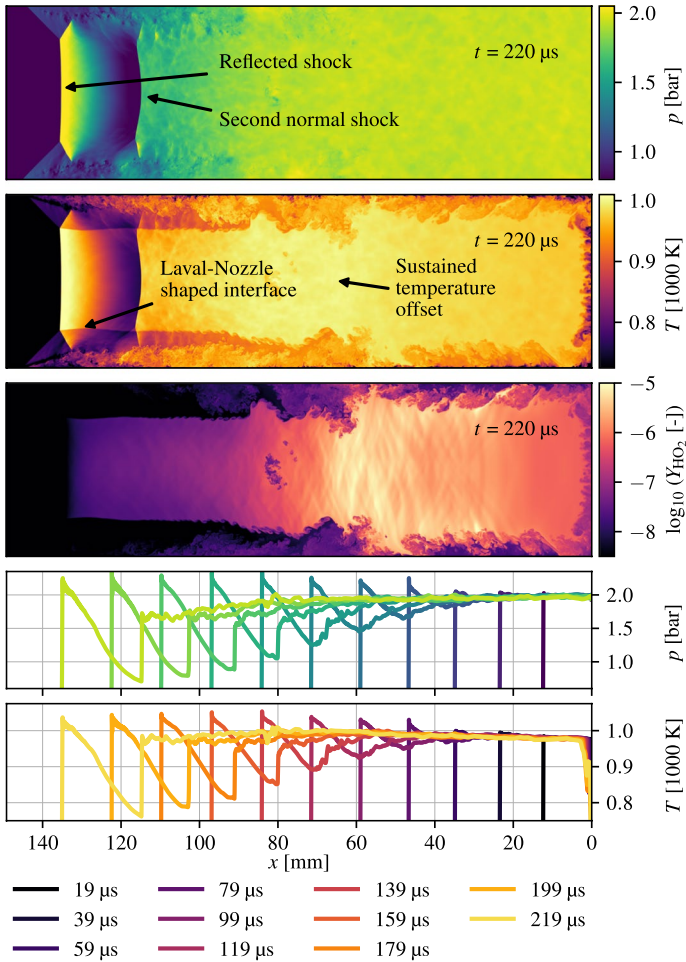 Reflected shock
t = 220 μs
Second normal shock
2.0
1.5
1.0
p [bar]
t = 220 μs
Laval-Nozzle
shaped interface
Sustained
temperature
offset
1.0
0.9
0.8
T [1000 K]
t = 220 μs
−5
−6
−7
−8
log₁₀ (Y_HO₂ [-])
2.0
1.5
1.0
p [bar]
1.0
0.9
0.8
T [1000 K]
140 120 100 80 60 40 20 0
x [mm]
19 μs 79 μs 139 μs 199 μs
39 μs 99 μs 159 μs 219 μs
59 μs 119 μs 179 μs